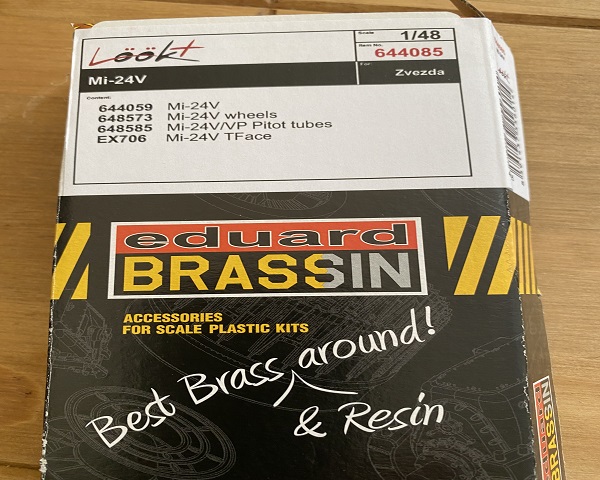 Löökt
Scale 1/48
Item No. 644085
Mi-24V
For Zvezda
Content:
644059 Mi-24V
648573 Mi-24V wheels
648585 Mi-24V/VP Pitot tubes
EX706 Mi-24V TFace
eduard
BRASSIN
ACCESSORIES
FOR SCALE PLASTIC KITS
Best Brass around!
& Resin
eduard
BRASSIN